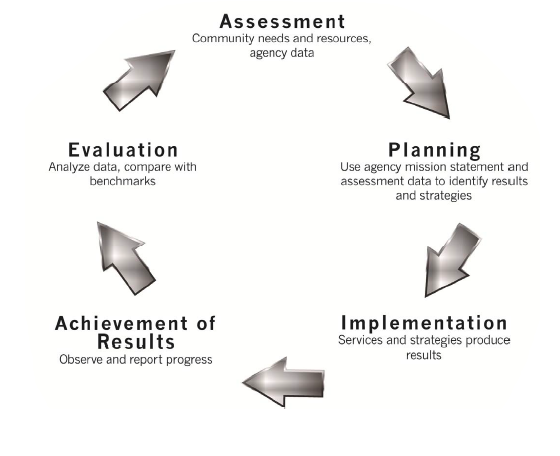 Assessment
Community needs and resources,
agency data
Evaluation
Analyze data, compare with
benchmarks
Planning
Use agency mission statement and
assessment data to identify results
and strategies
Achievement of
Results
Observe and report progress
Implementation
Services and strategies produce
results